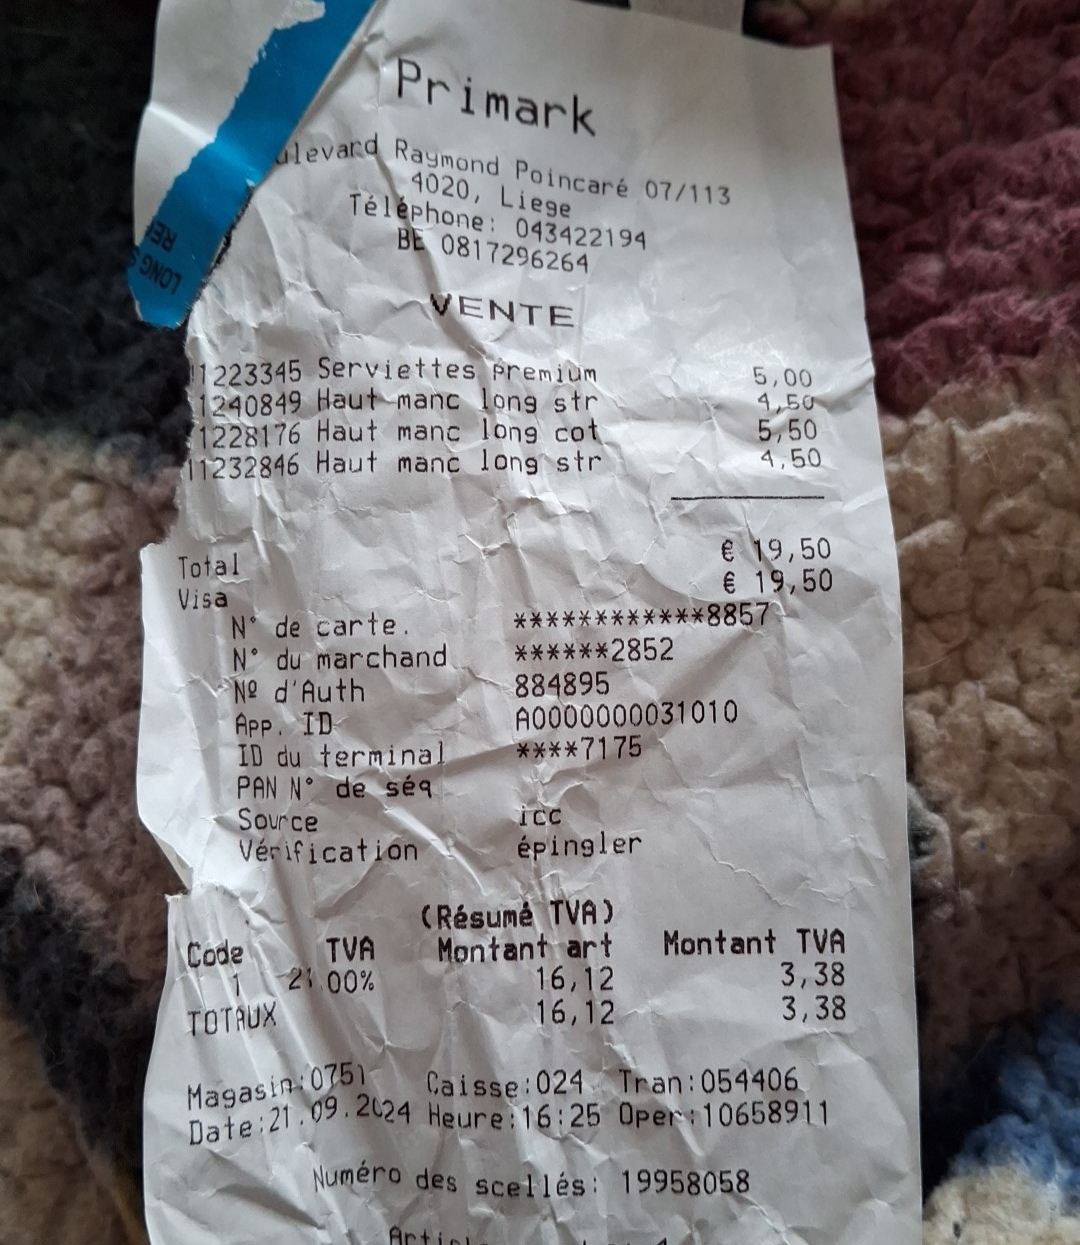 Primark
ulevard Raymond Poincaré 07/113
4020, Liege
Téléphone: 043422194
BE 0817296264
VENTE
11223345 Serviettes premium 5,00
1240849 Haut manc long str 4,50
1228176 Haut manc long cot 5,50
11232846 Haut manc long str 4,50
Total € 19,50
Visa € 19,50
N° de carte. ************8857
N° du marchand ******2852
Nº d'Auth 884895
App. ID A0000000031010
ID du terminal ****7175
PAN N° de séq
Source icc
Vérification épingler
(Résumé TVA)
Code TVA Montant art Montant TVA
1 21.00% 16,12 3,38
TOTAUX 16,12 3,38
Magasin:0751 Caisse:024 Tran:054406
Date:21.09.2024 Heure:16:25 Oper:10658911
Numéro des scellés: 19958058
LONG